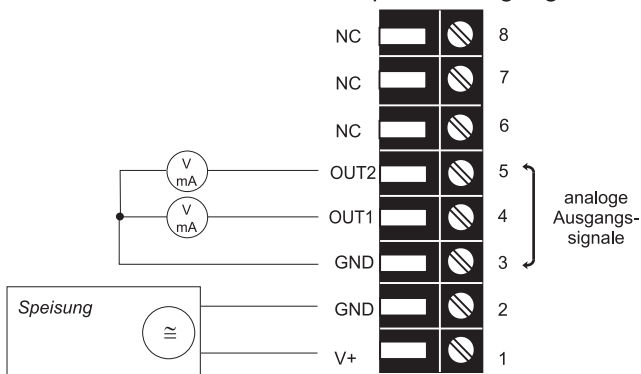 NC 8
NC 7
NC 6
V
mA
OUT2 5
V
mA
OUT1 4
analoge
Ausgangs-
signale
GND 3
Speisung
≅
GND 2
V+ 1